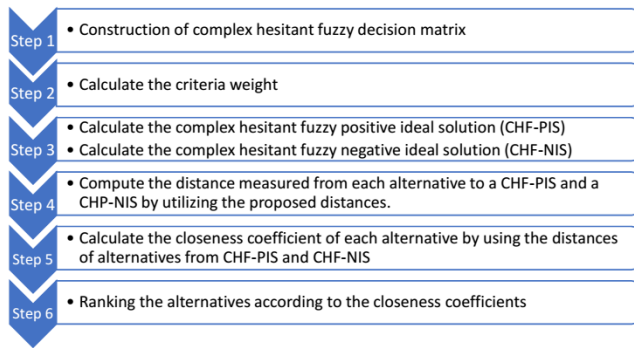 Step 1
• Construction of complex hesitant fuzzy decision matrix
Step 2
• Calculate the criteria weight
Step 3
• Calculate the complex hesitant fuzzy positive ideal solution (CHF-PIS)
• Calculate the complex hesitant fuzzy negative ideal solution (CHF-NIS)
Step 4
• Compute the distance measured from each alternative to a CHF-PIS and a
CHP-NIS by utilizing the proposed distances.
Step 5
• Calculate the closeness coefficient of each alternative by using the distances
of alternatives from CHF-PIS and CHF-NIS
Step 6
• Ranking the alternatives according to the closeness coefficients